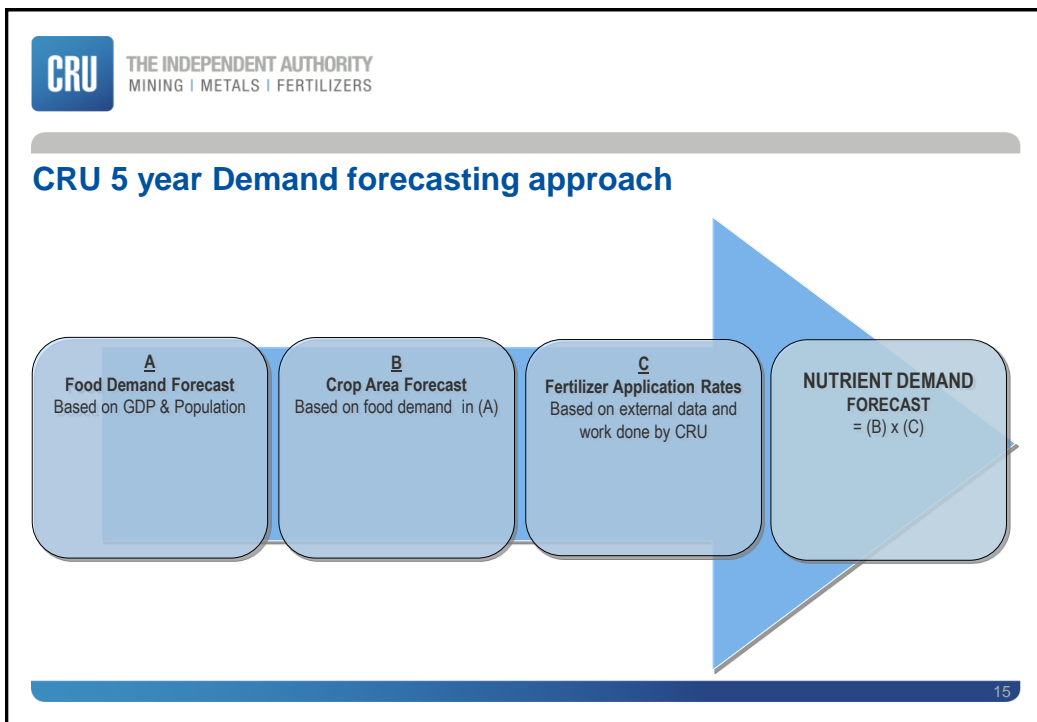 CRU
THE INDEPENDENT AUTHORITY
MINING | METALS | FERTILIZERS
CRU 5 year Demand forecasting approach
A
Food Demand Forecast
Based on GDP & Population
B
Crop Area Forecast
Based on food demand in (A)
C
Fertilizer Application Rates
Based on external data and
work done by CRU
NUTRIENT DEMAND
FORECAST
= (B) x (C)
15